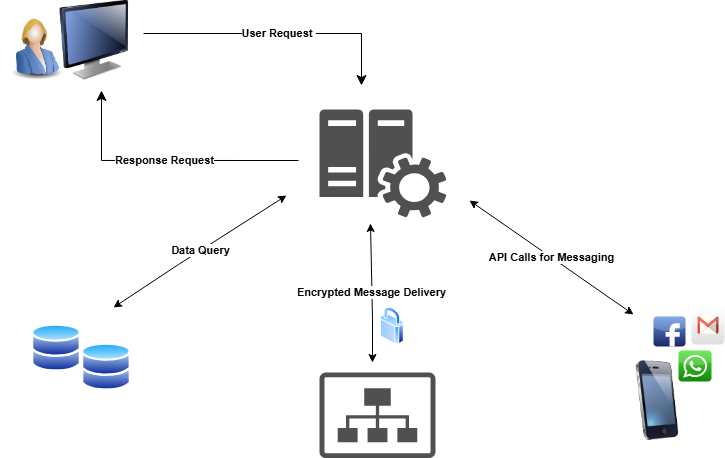 User Request
Response Request
Data Query
API Calls for Messaging
Encrypted Message Delivery